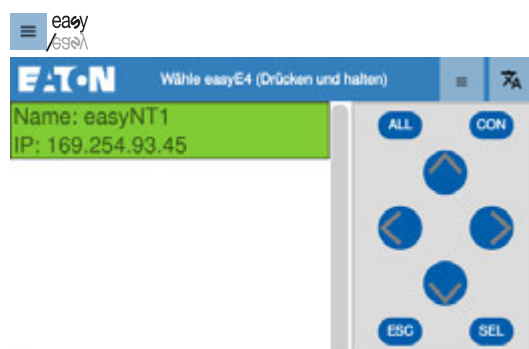 easy
EATON
Wähle easyE4 (Drücken und halten)
Name: easyNT1
IP: 169.254.93.45
ALL
CON
ESC
SEL